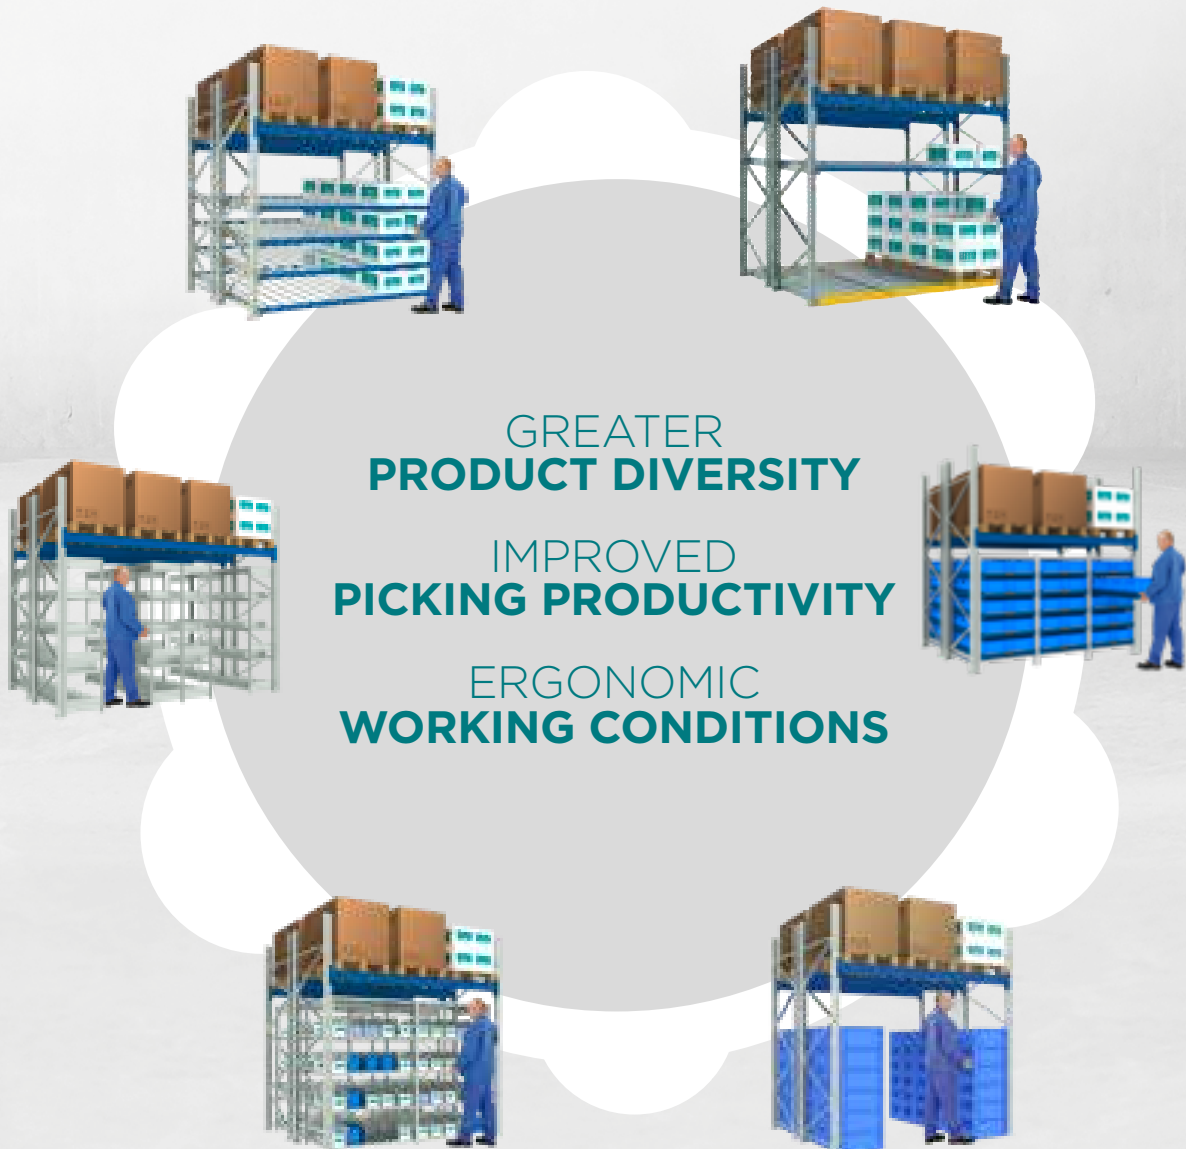 GREATER
PRODUCT DIVERSITY
IMPROVED
PICKING PRODUCTIVITY
ERGONOMIC
WORKING CONDITIONS